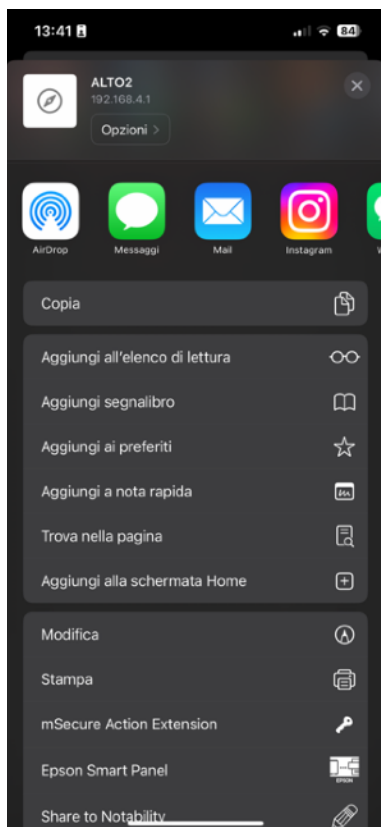 13:41
84
ALTO2
192.168.4.1
Opzioni
AirDrop
Messaggi
Mail
Instagram
Copia
Aggiungi all'elenco di lettura
Aggiungi segnalibro
Aggiungi ai preferiti
Aggiungi a nota rapida
Trova nella pagina
Aggiungi alla schermata Home
Modifica
Stampa
mSecure Action Extension
Epson Smart Panel
EPSON
Share to Notability